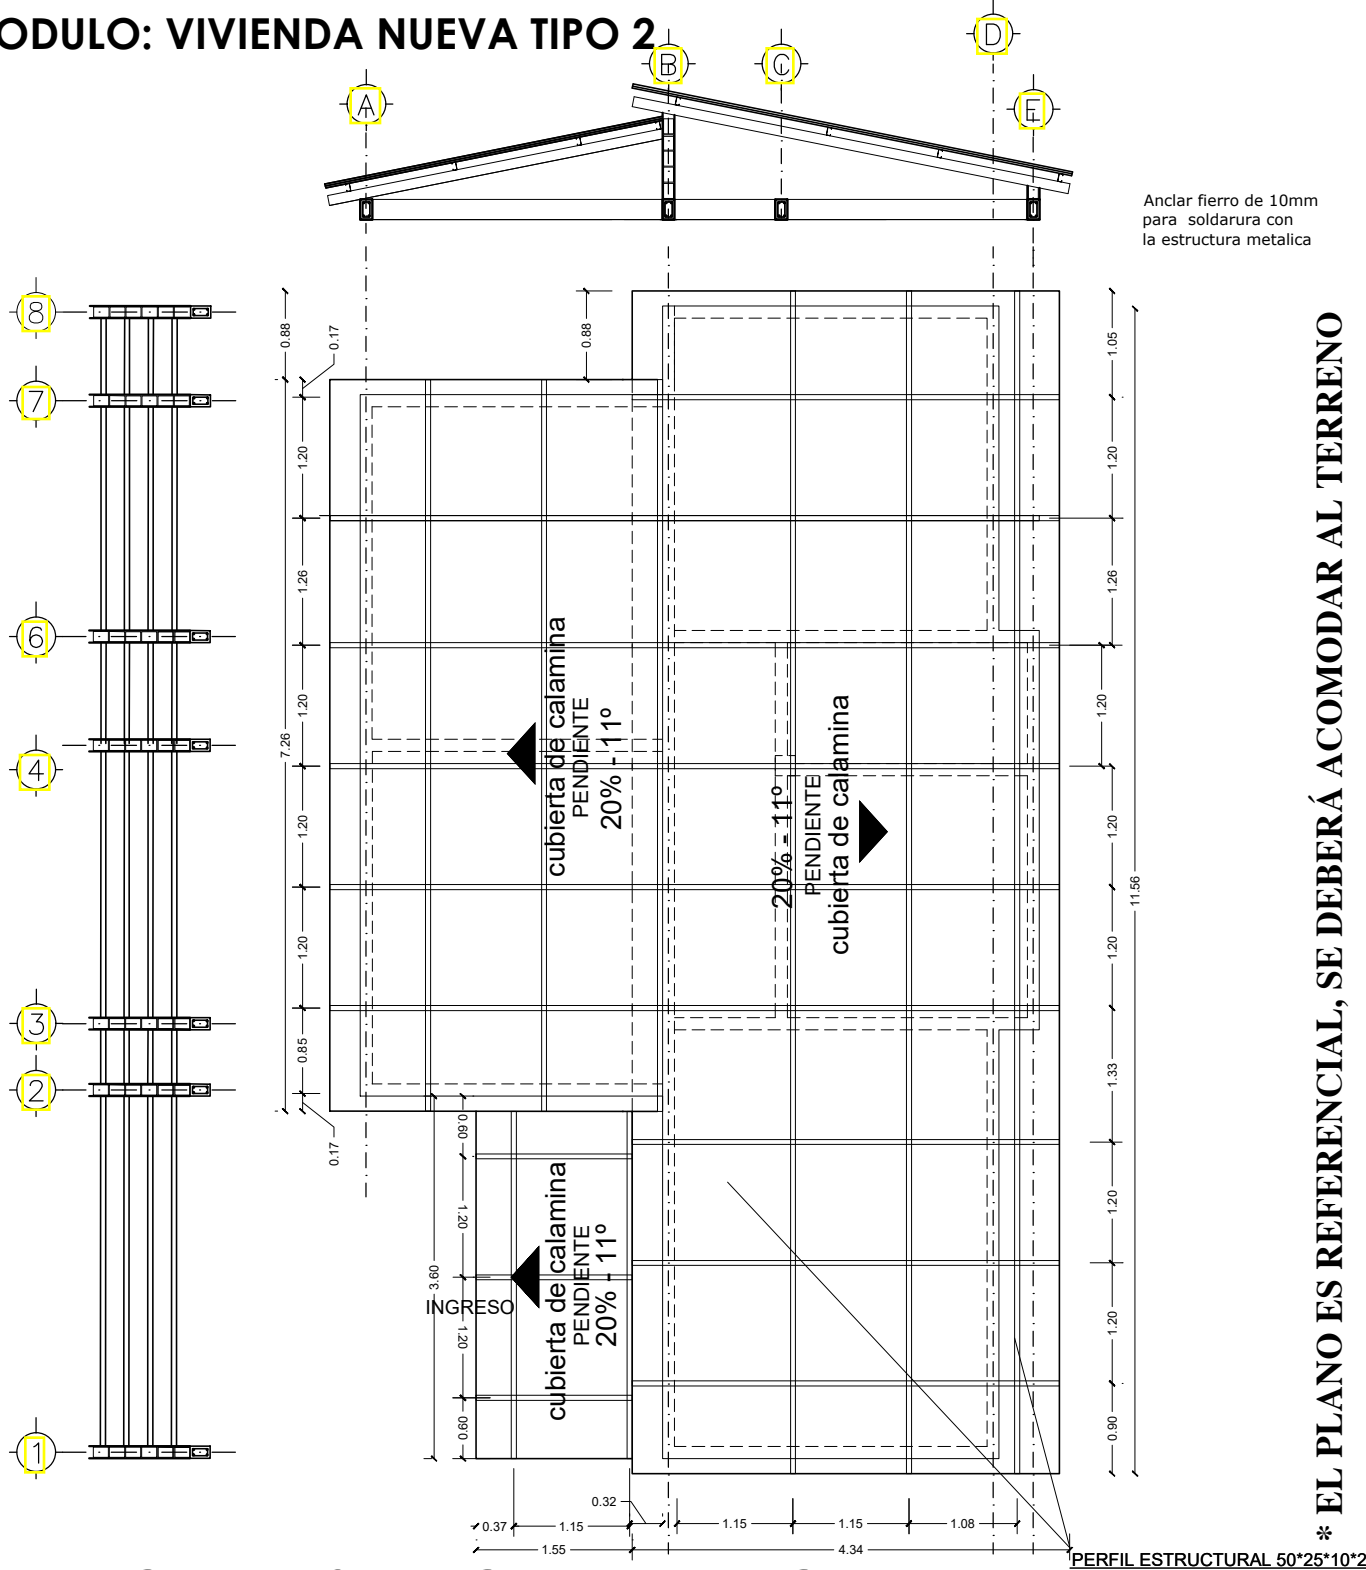 ODULO: VIVIENDA NUEVA TIPO 2
A
B
C
D
E
Anclar fierro de 10mm
para soldarura con
la estructura metalica
8
7
6
4
3
2
1
0.88
0.17
0.88
1.05
1.20
1.20
1.26
1.26
1.20
1.20
7.26
1.20
1.20
1.20
1.20
11.56
0.85
1.33
0.17
0.60
1.20
1.20
3.60
1.20
1.20
0.60
0.90
cubierta de calamina
PENDIENTE
20% - 11º
20% - 11º
PENDIENTE
cubierta de calamina
cubierta de calamina
PENDIENTE
20% - 11º
INGRESO
0.32
0.37
1.15
1.15
1.15
1.08
1.55
4.34
PERFIL ESTRUCTURAL 50*25*10*2
* EL PLANO ES REFERENCIAL, SE DEBERÁ ACOMODAR AL TERRENO